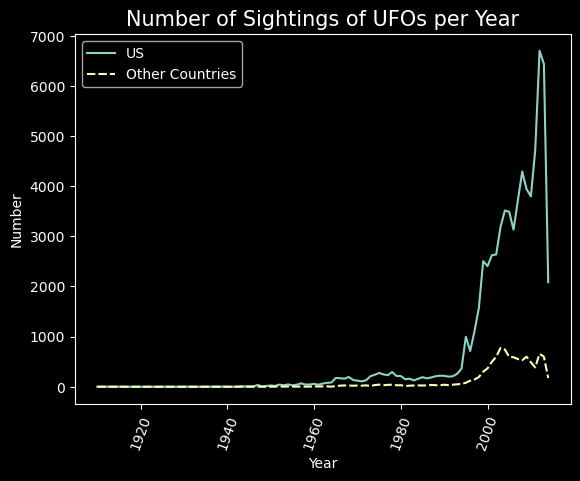 Number of Sightings of UFOs per Year
US
Other Countries
Number
7000
6000
5000
4000
3000
2000
1000
0
1920
1940
1960
1980
2000
Year